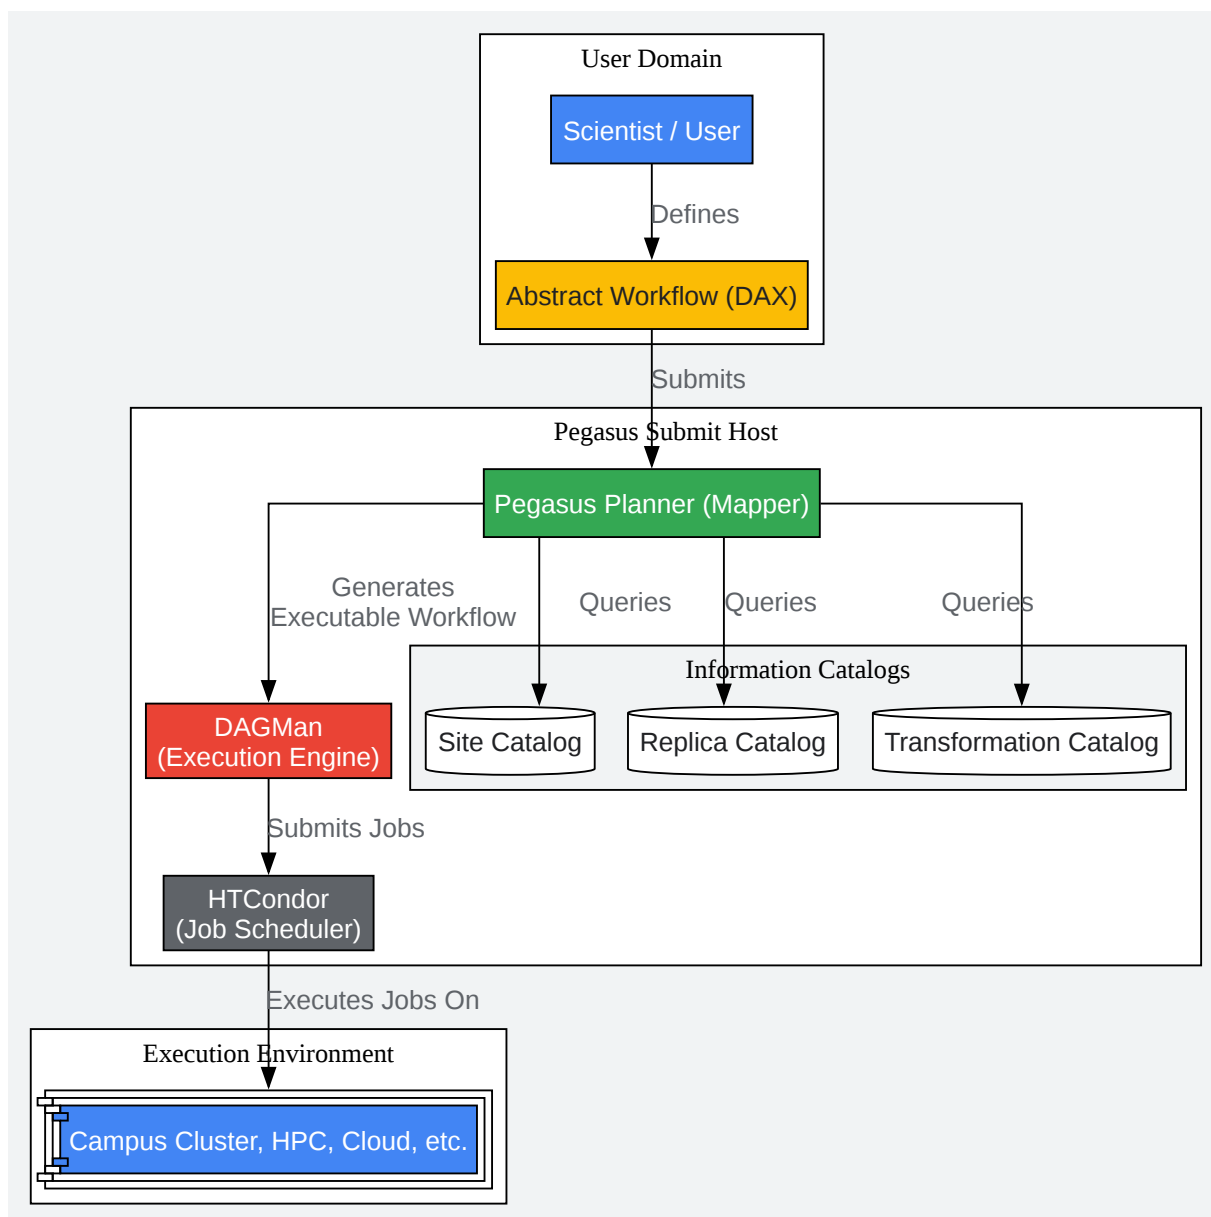 User Domain
Scientist / User
Defines
Abstract Workflow (DAX)
Submits
Pegasus Submit Host
Pegasus Planner (Mapper)
Generates
Executable Workflow
Queries
Queries
Queries
Information Catalogs
Site Catalog
Replica Catalog
Transformation Catalog
DAGMan
(Execution Engine)
Submits Jobs
HTCondor
(Job Scheduler)
Executes Jobs On
Execution Environment
Campus Cluster, HPC, Cloud, etc.